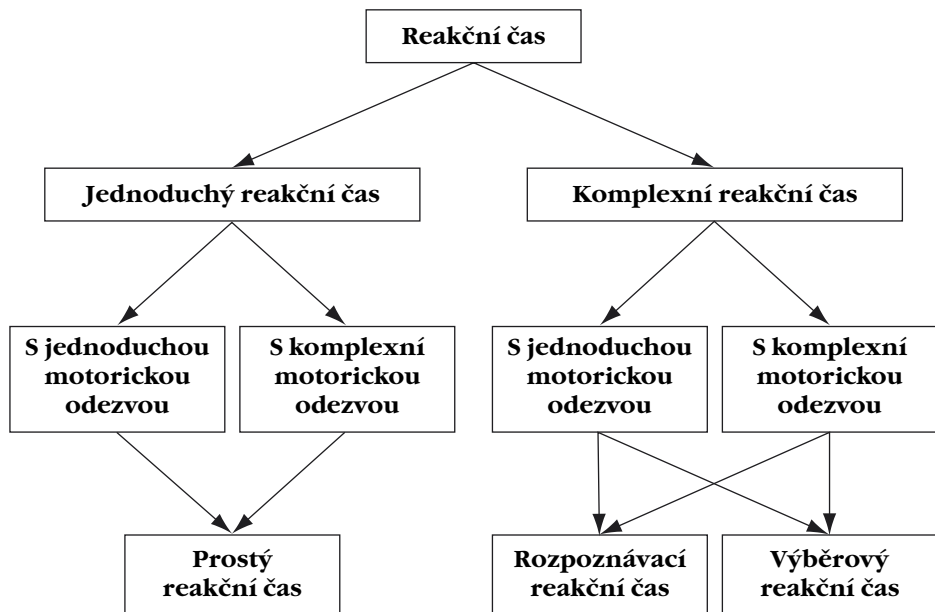 Reakční čas
Jednoduchý reakční čas
Komplexní reakční čas
S jednoduchou
motorickou
odezvou
S komplexní
motorickou
odezvou
S jednoduchou
motorickou
odezvou
S komplexní
motorickou
odezvou
Prostý
reakční čas
Rozpoznávací
reakční čas
Výběrový
reakční čas